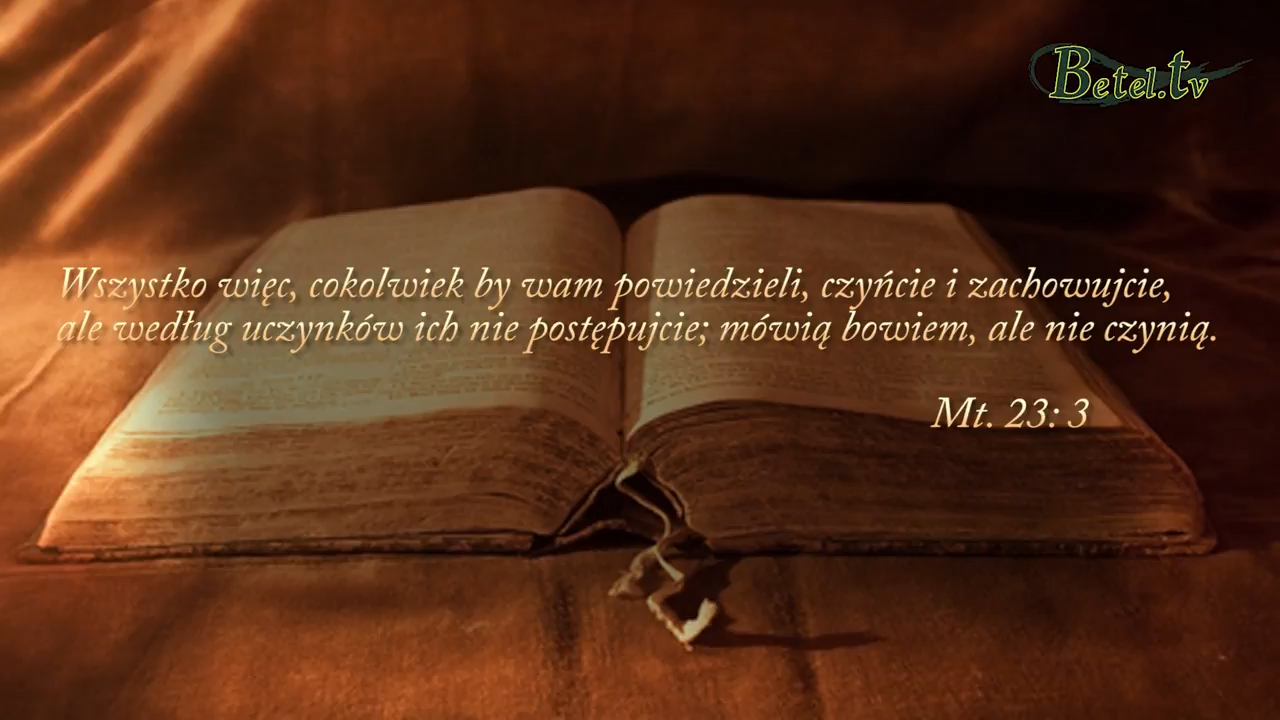 Betel.tv
Wszystko więc, cokolwiek by wam powiedzieli, czyńcie i zachowujcie,
ale według uczynków ich nie postępujcie; mówią bowiem, ale nie czynią.
Mt. 23: 3